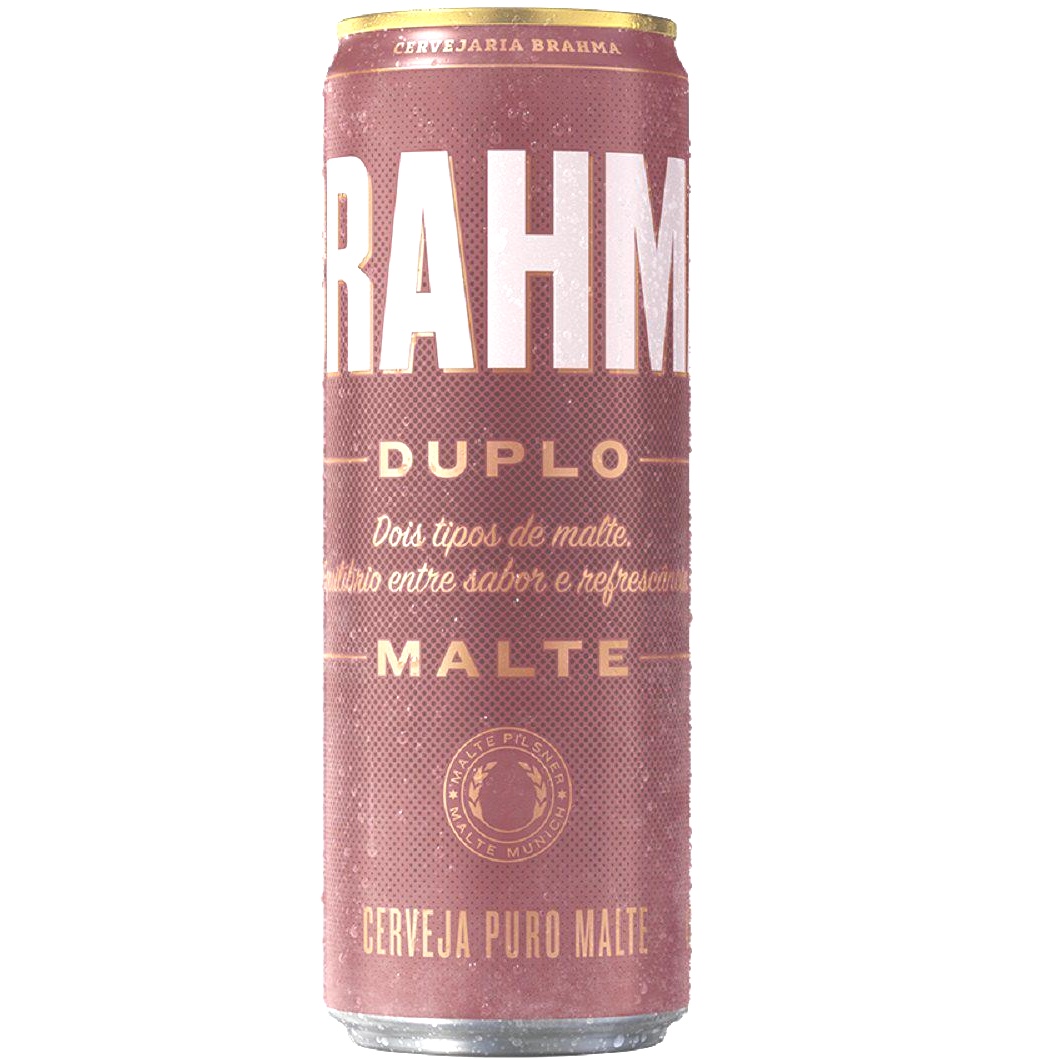 CERVEJARIA BRAHMA
RAHM
DUPLO
Dois tipos de malte.
entre sabor e
MALTE
MALTE PILSNER
MALTE MUNICH
CERVEJA PURO MALTE